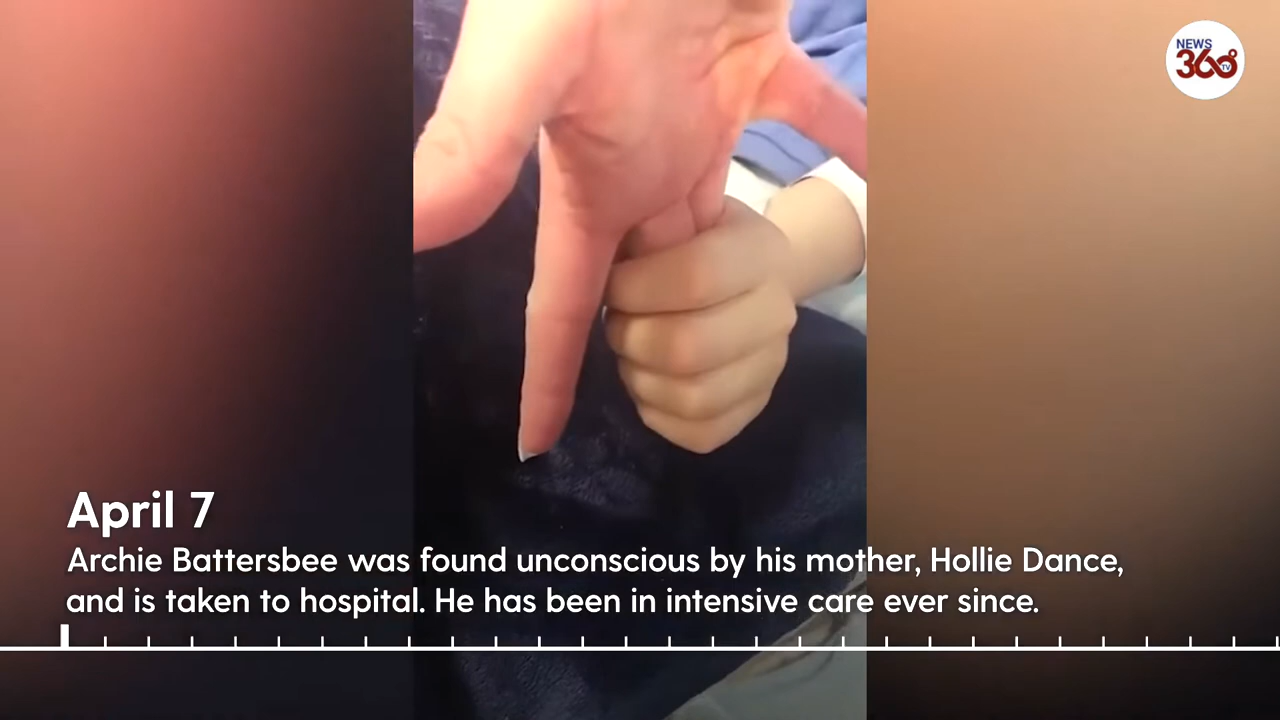 NEWS
360
TV
April 7
Archie Battersbee was found unconscious by his mother, Hollie Dance,
and is taken to hospital. He has been in intensive care ever since.